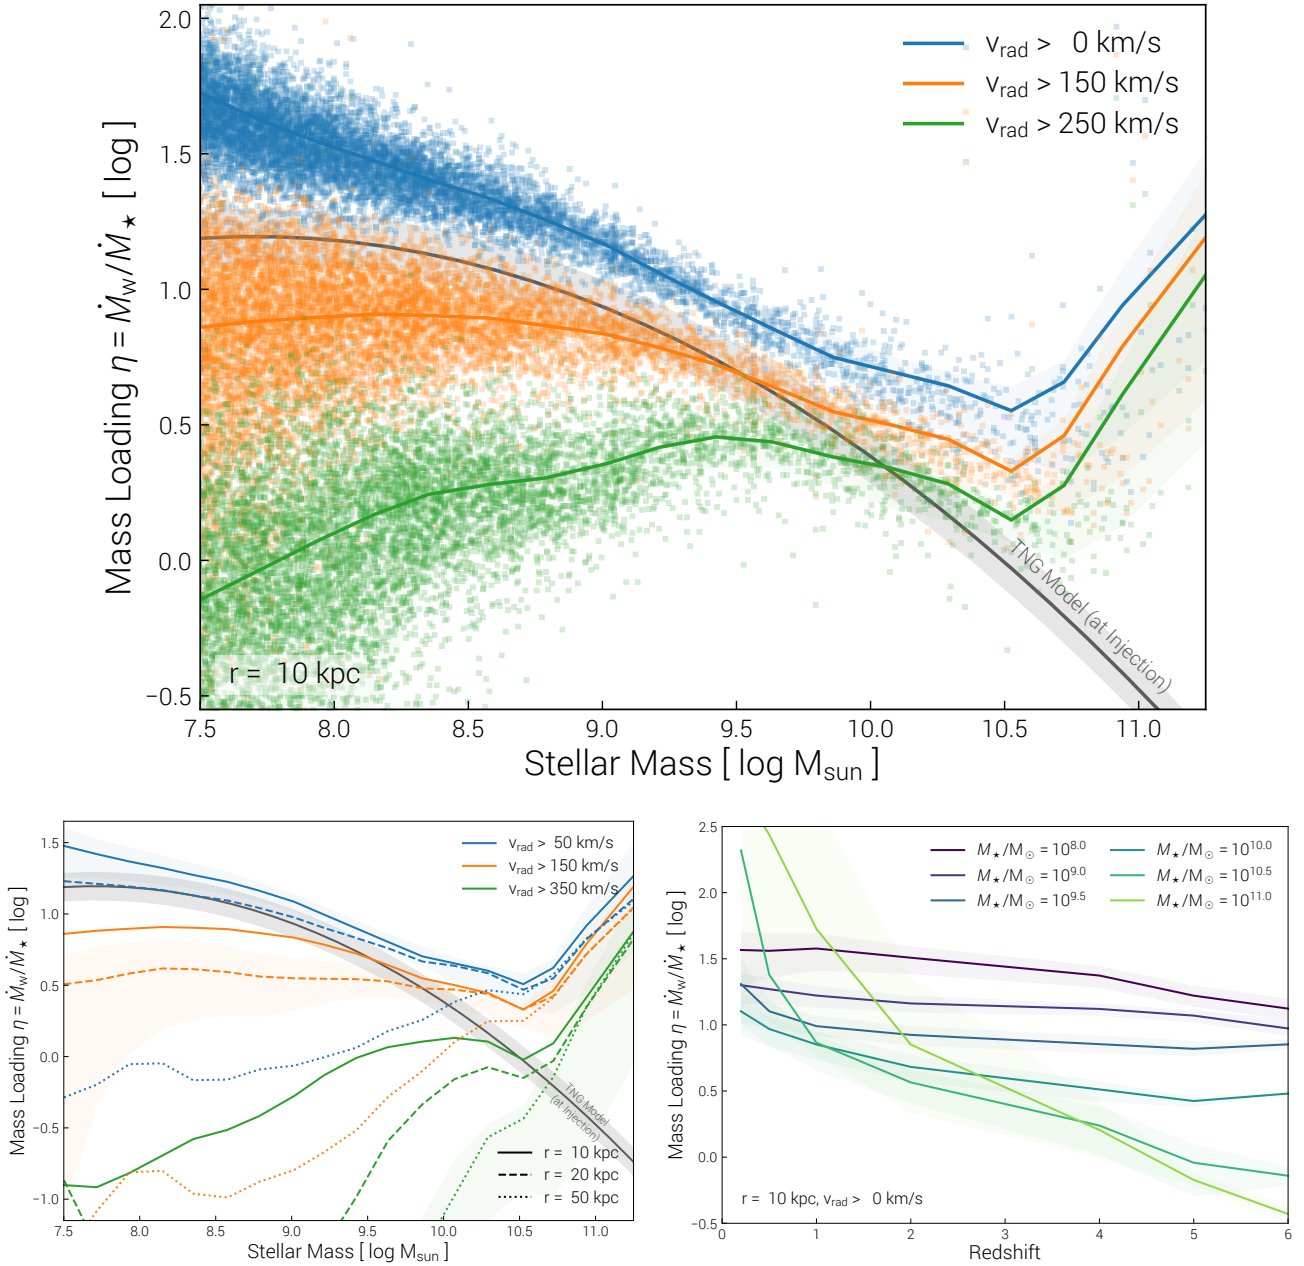 v_rad > 0 km/s
v_rad > 150 km/s
v_rad > 250 km/s
Mass Loading η = Ṁ_w/Ṁ_★ [ log ]
2.0
1.5
1.0
0.5
0.0
−0.5
TNG Model (at Injection)
r = 10 kpc
7.5 8.0 8.5 9.0 9.5 10.0 10.5 11.0
Stellar Mass [ log M_sun ]
v_rad > 50 km/s
v_rad > 150 km/s
v_rad > 350 km/s
Mass Loading η = Ṁ_w/Ṁ_★ [ log ]
1.5
1.0
0.5
0.0
−0.5
−1.0
TNG Model
(at Injection)
r = 10 kpc
r = 20 kpc
r = 50 kpc
7.5 8.0 8.5 9.0 9.5 10.0 10.5 11.0
Stellar Mass [ log M_sun ]
M_★/M_☉ = 10^8.0
M_★/M_☉ = 10^9.0
M_★/M_☉ = 10^9.5
M_★/M_☉ = 10^10.0
M_★/M_☉ = 10^10.5
M_★/M_☉ = 10^11.0
Mass Loading η = Ṁ_w/Ṁ_★ [ log ]
2.5
2.0
1.5
1.0
0.5
0.0
−0.5
r = 10 kpc, v_rad > 0 km/s
0 1 2 3 4 5 6
Redshift